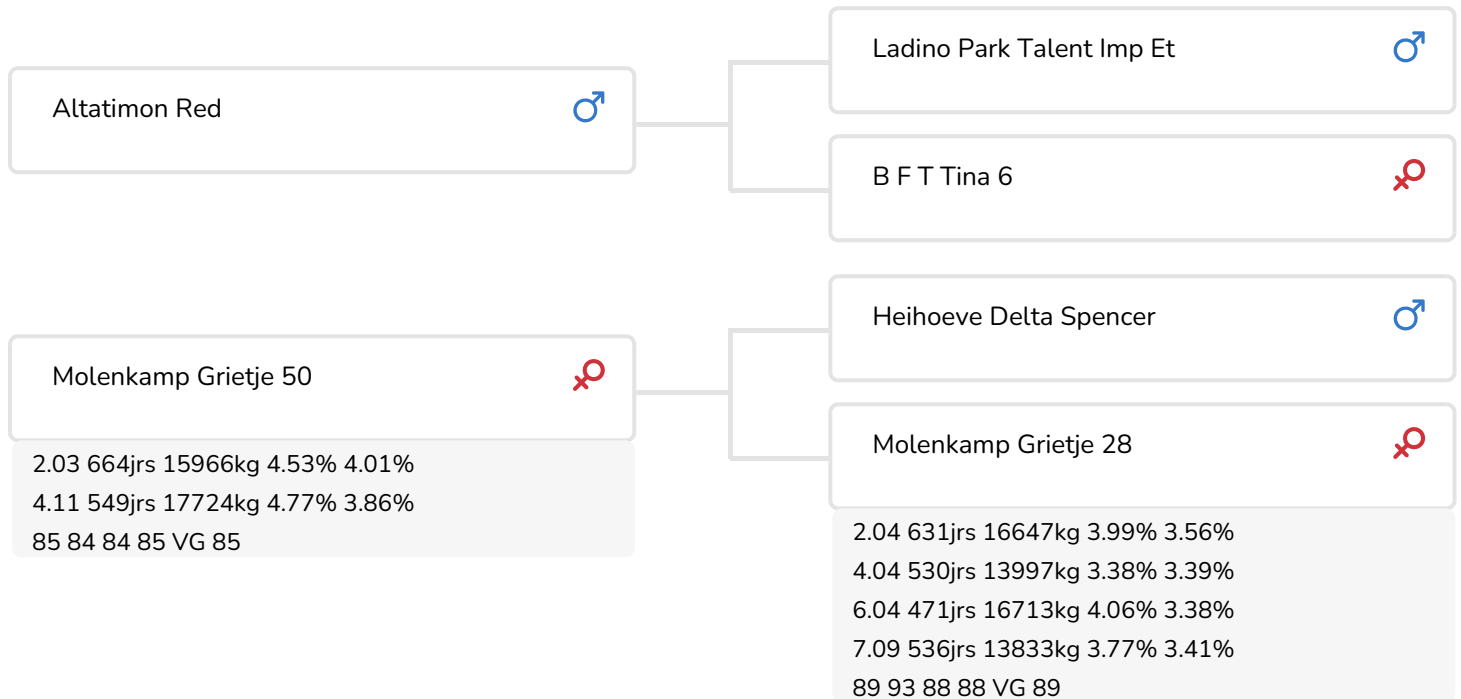 Altatimon Red
Ladino Park Talent Imp Et
B F T Tina 6
Molenkamp Grietje 50
2.03 664jrs 15966kg 4.53% 4.01%
4.11 549jrs 17724kg 4.77% 3.86%
85 84 84 85 VG 85
Heihoeve Delta Spencer
Molenkamp Grietje 28
2.04 631jrs 16647kg 3.99% 3.56%
4.04 530jrs 13997kg 3.38% 3.39%
6.04 471jrs 16713kg 4.06% 3.38%
7.09 536jrs 13833kg 3.77% 3.41%
89 93 88 88 VG 89